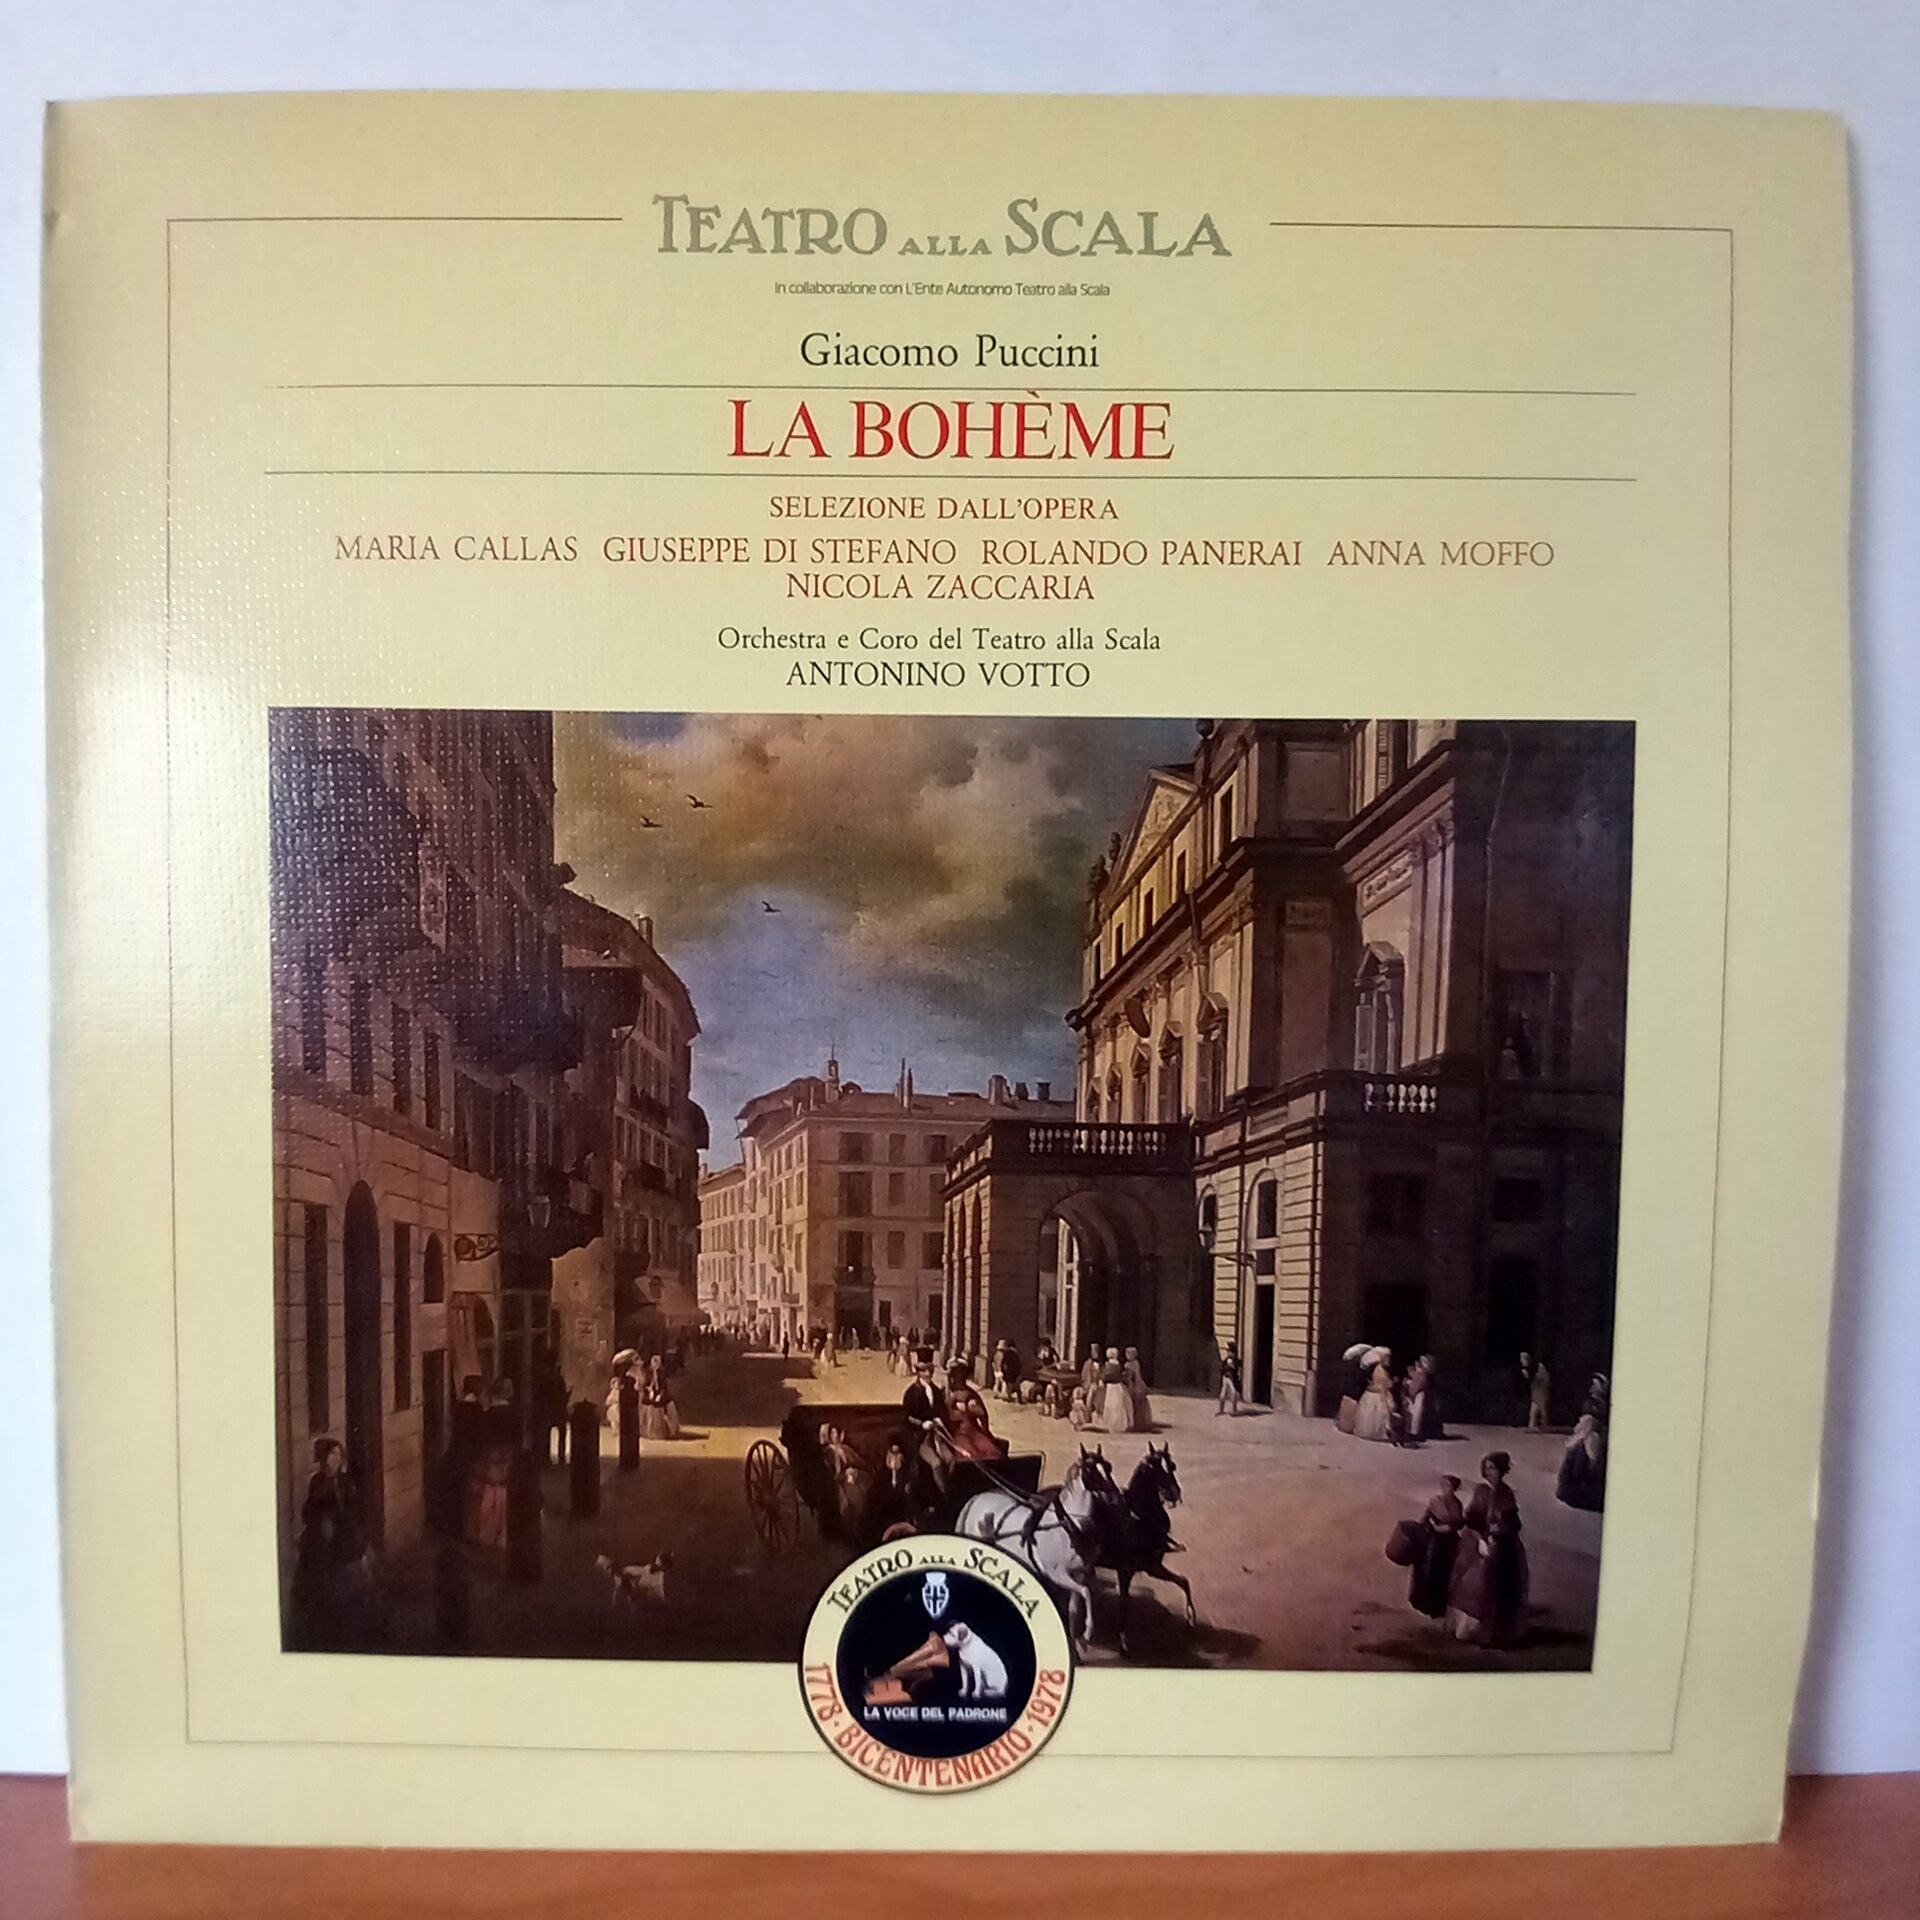 TEATRO ALLA SCALA
In collaborazione con L'Ente Autonomo Teatro alla Scala
Giacomo Puccini
LA BOHÈME
SELEZIONE DALL'OPERA
MARIA CALLAS GIUSEPPE DI STEFANO ROLANDO PANERAI ANNA MOFFO
NICOLA ZACCARIA
Orchestra e Coro del Teatro alla Scala
ANTONINO VOTTO
TEATRO ALLA SCALA
LA VOCE DEL PADRONE
1778 · BICENTENARIO · 1978